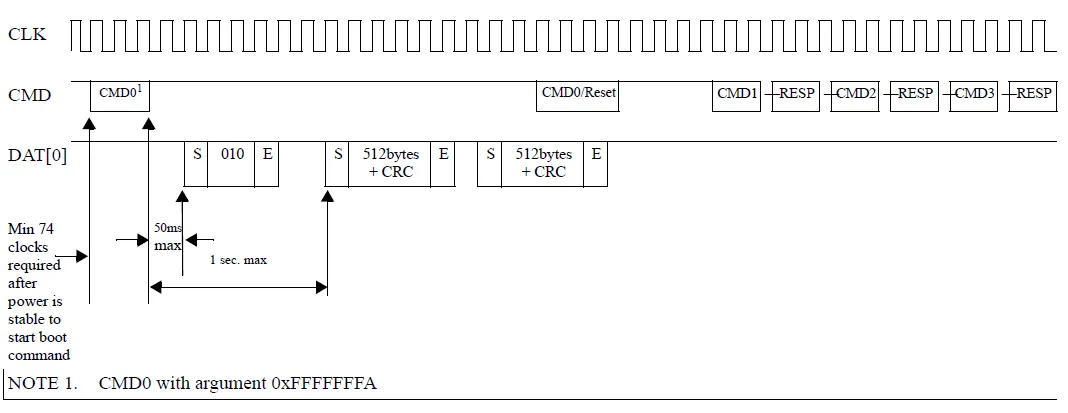 CLK
CMD
CMD0¹
CMD0/Reset
CMD1
RESP
CMD2
RESP
CMD3
RESP
DAT[0]
S
010
E
S
512bytes
+ CRC
E
S
512bytes
+ CRC
E
Min 74
clocks
required
after
power is
stable to
start boot
command
50ms
max
1 sec. max
NOTE 1. CMD0 with argument 0xFFFFFFFA